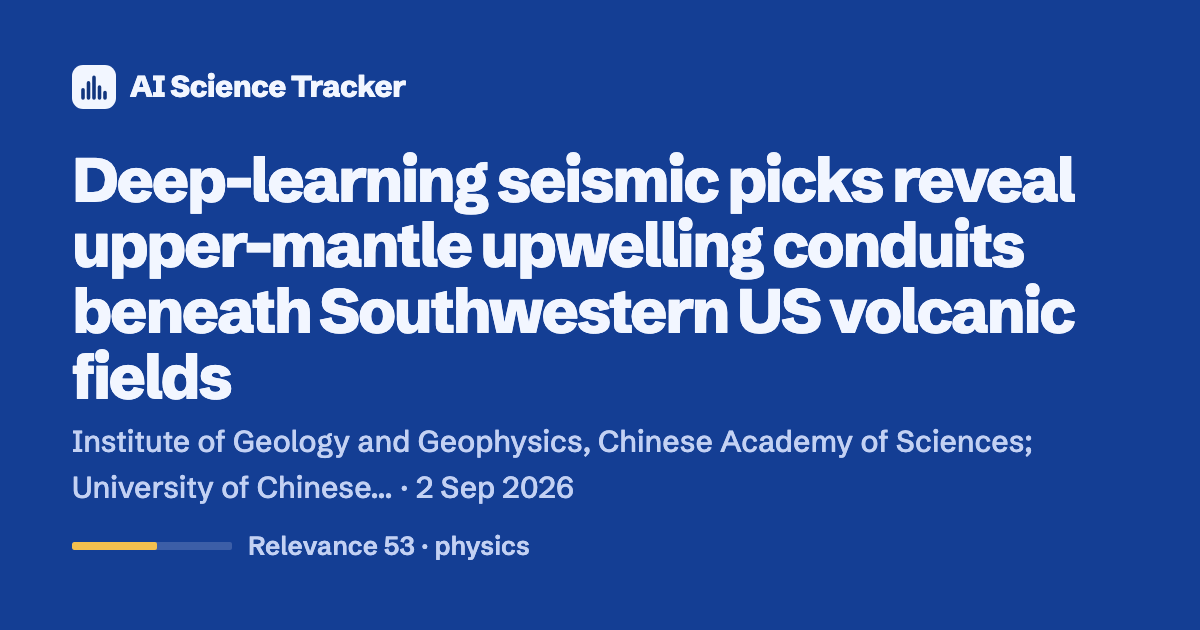 AI Science Tracker
Deep-learning seismic picks reveal
upper-mantle upwelling conduits
beneath Southwestern US volcanic
fields
Institute of Geology and Geophysics, Chinese Academy of Sciences;
University of Chinese... · 2 Sep 2026
Relevance 53 · physics